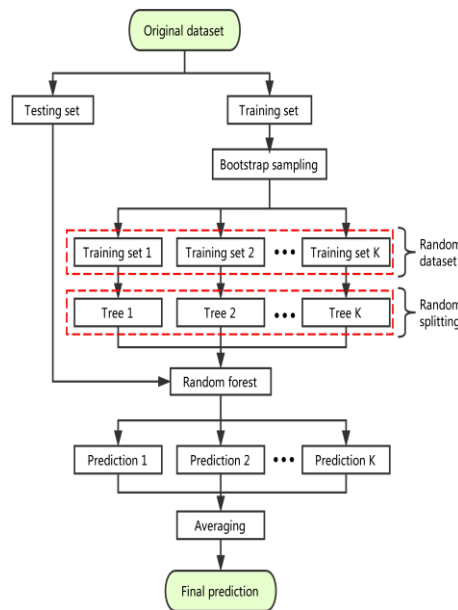 Original dataset
Testing set
Training set
Bootstrap sampling
Training set 1
Training set 2
•••
Training set K
Random
dataset
Tree 1
Tree 2
•••
Tree K
Random
splitting
Random forest
Prediction 1
Prediction 2
•••
Prediction K
Averaging
Final prediction